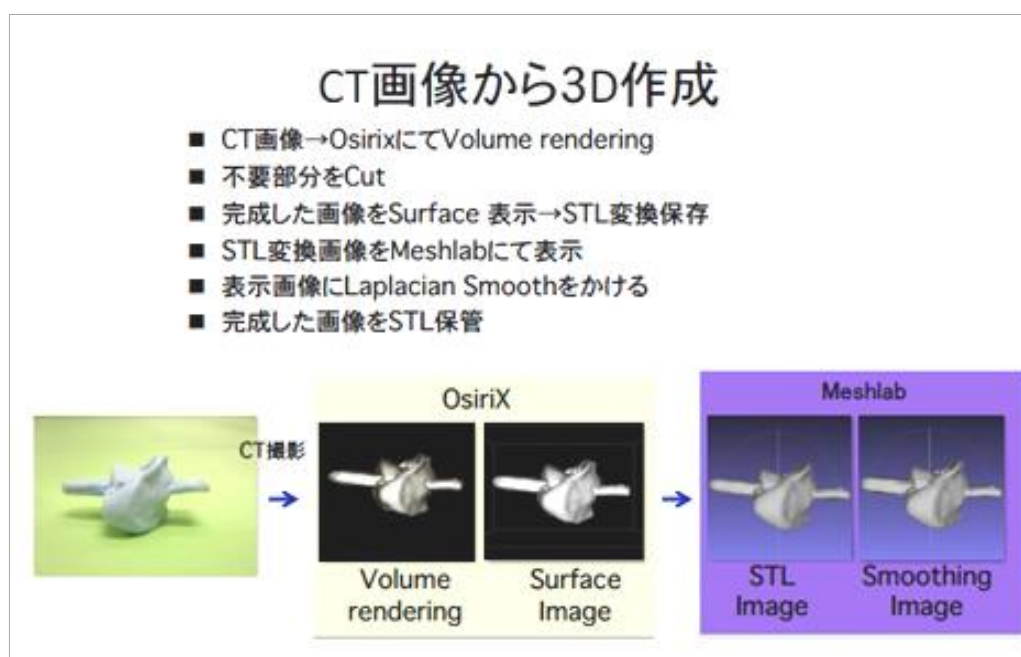 CT画像から3D作成
■ CT画像→OsirixにてVolume rendering
■ 不要部分をCut
■ 完成した画像をSurface 表示→STL変換保存
■ STL変換画像をMeshlabにて表示
■ 表示画像にLaplacian Smoothをかける
■ 完成した画像をSTL保管
CT撮影
OsiriX
Volume
rendering
Surface
Image
Meshlab
STL
Image
Smoothing
Image